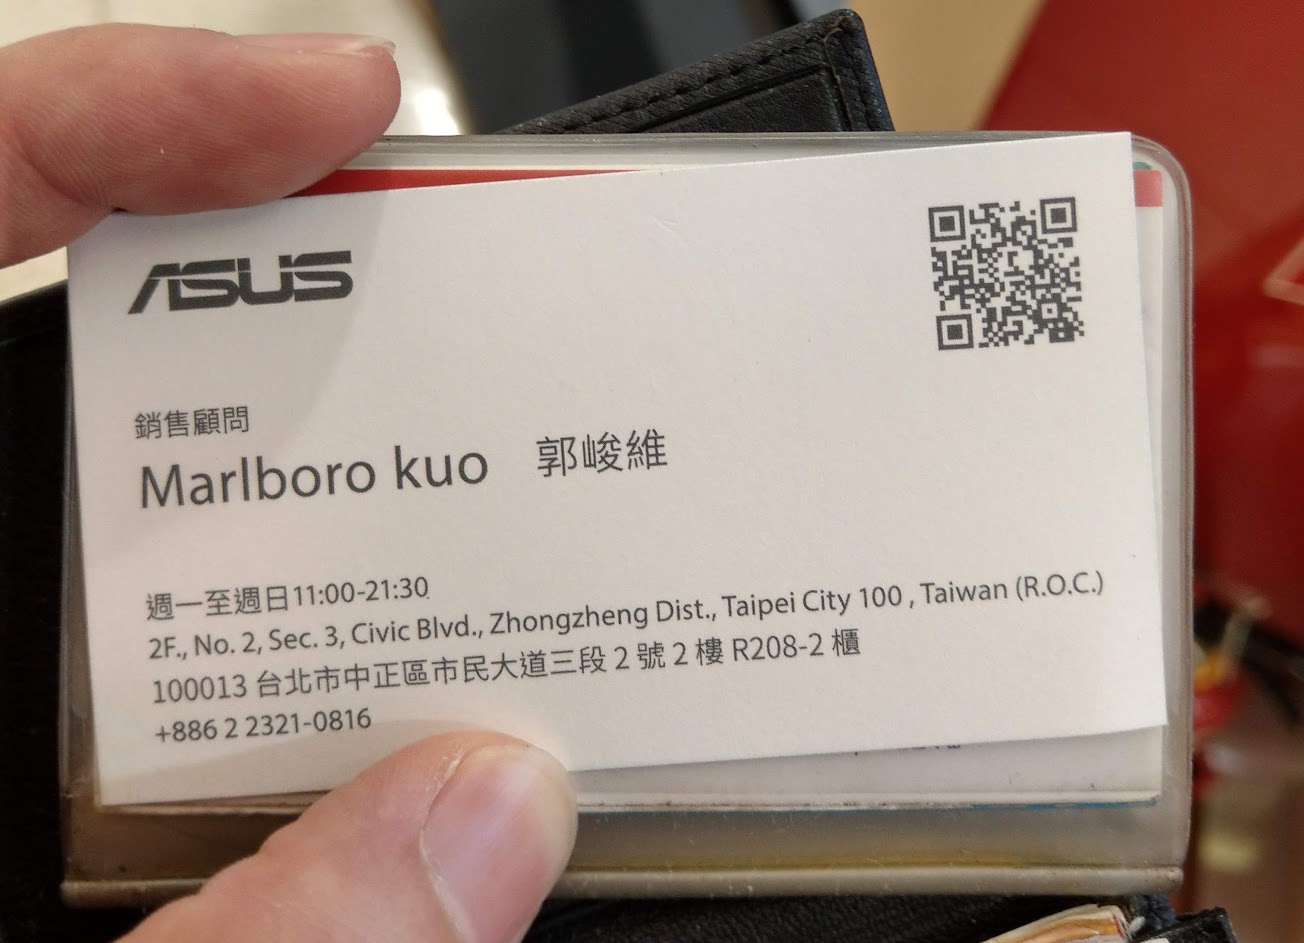 ASUS
銷售顧問
Marlboro kuo 郭峻維
週一至週日11:00-21:30
2F., No. 2, Sec. 3, Civic Blvd., Zhongzheng Dist., Taipei City 100 , Taiwan (R.O.C.)
100013 台北市中正區市民大道三段 2 號 2 樓 R208-2 櫃
+886 2 2321-0816